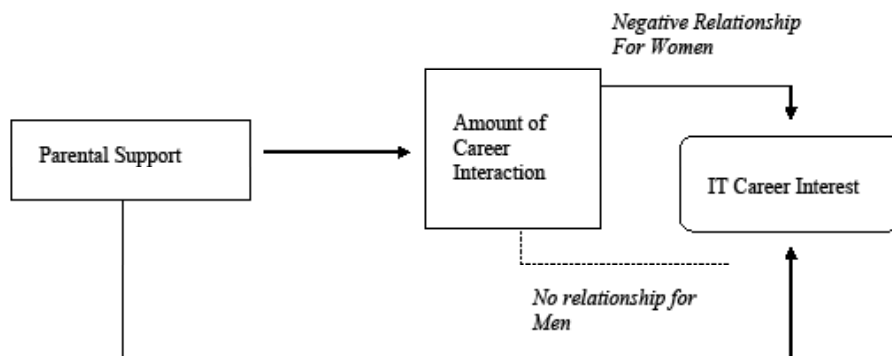 Negative Relationship
For Women
Amount of
Career
Interaction
Parental Support
IT Career Interest
No relationship for
Men